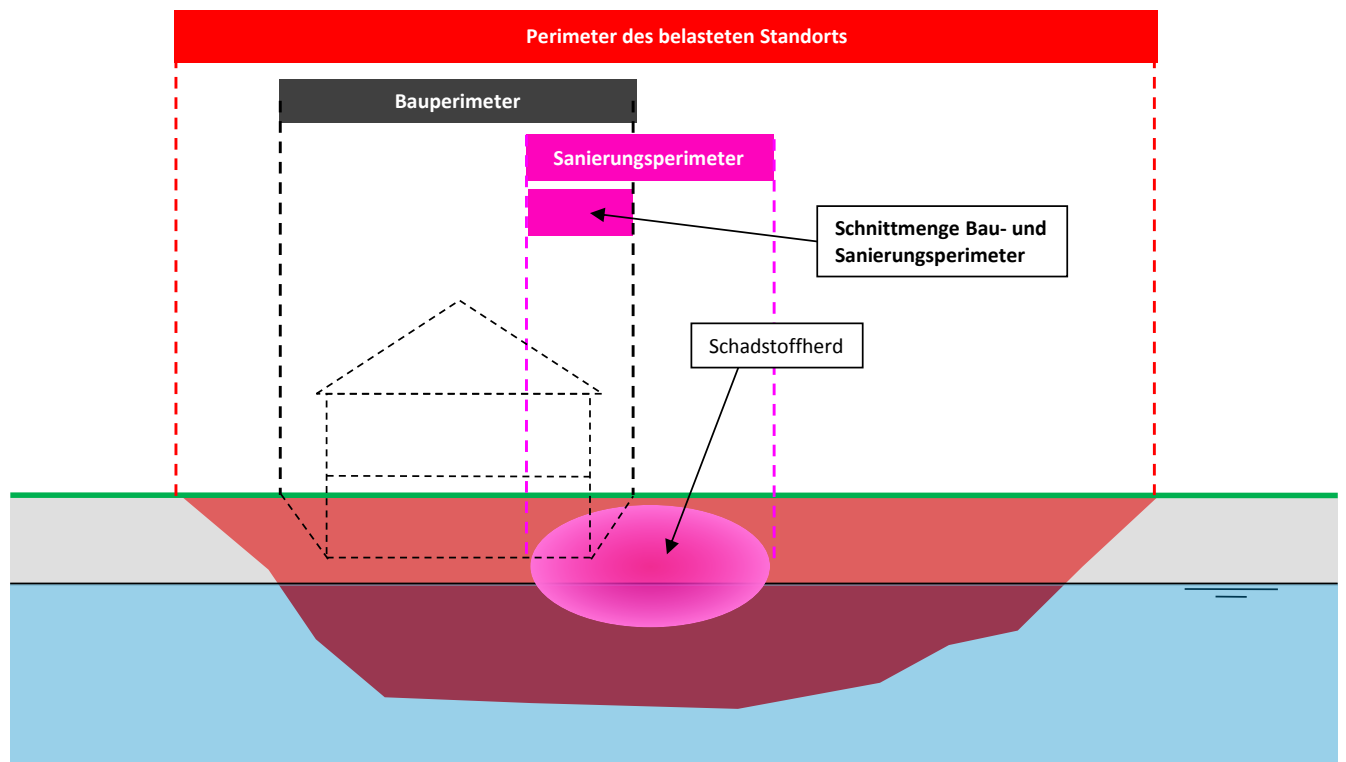 Perimeter des belasteten Standorts
Bauperimeter
Sanierungsperimeter
Schnittmenge Bau- und
Sanierungsperimeter
Schadstoffherd